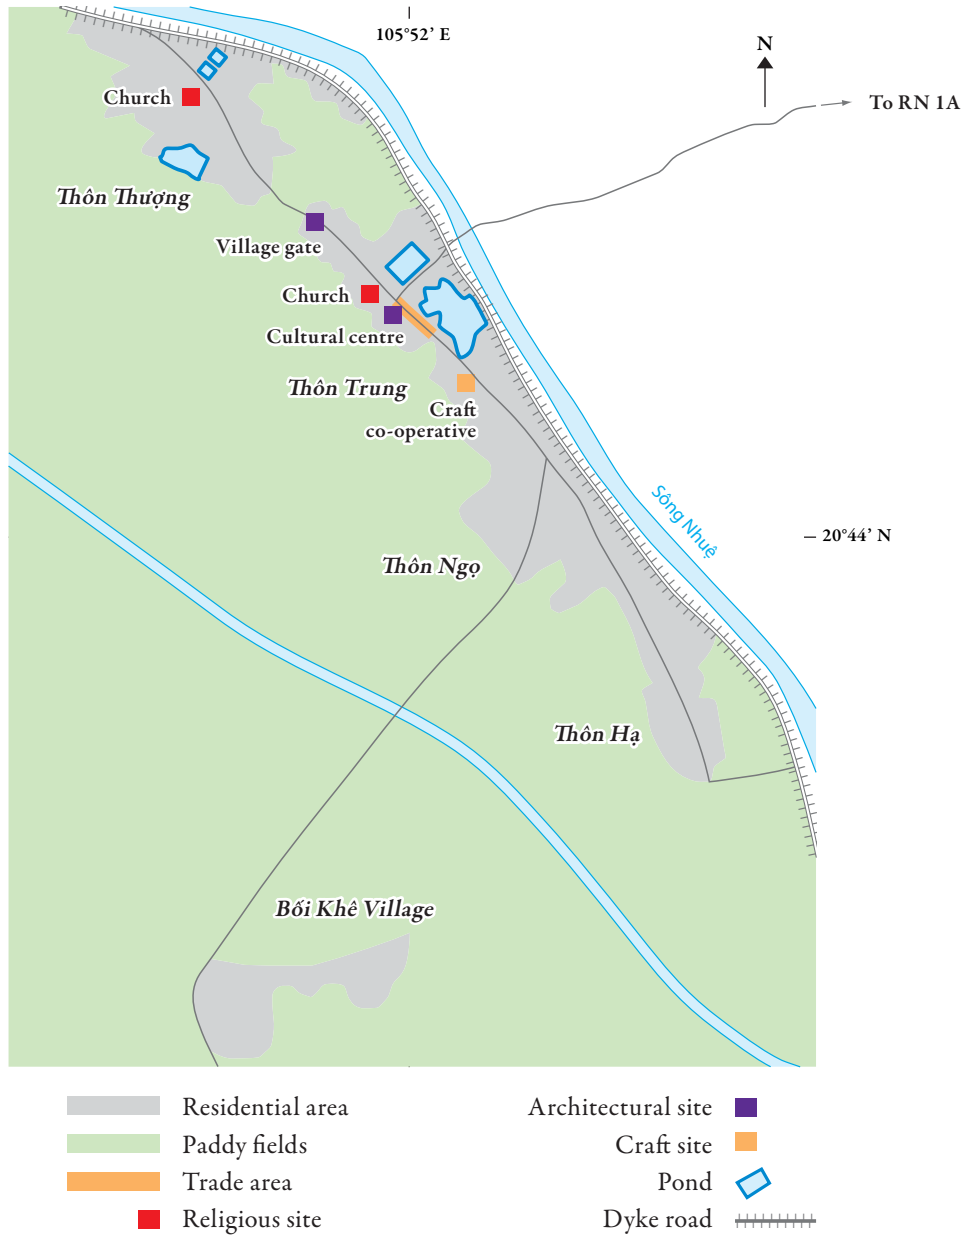 105°52’ E
N
To RN 1A
Church
Thôn Thượng
Village gate
Church
Cultural centre
Thôn Trung
Craft
co-operative
Sông Nhuệ
20°44’ N
Thôn Ngọ
Thôn Hạ
Bối Khê Village
Residential area
Paddy fields
Trade area
Religious site
Architectural site
Craft site
Pond
Dyke road